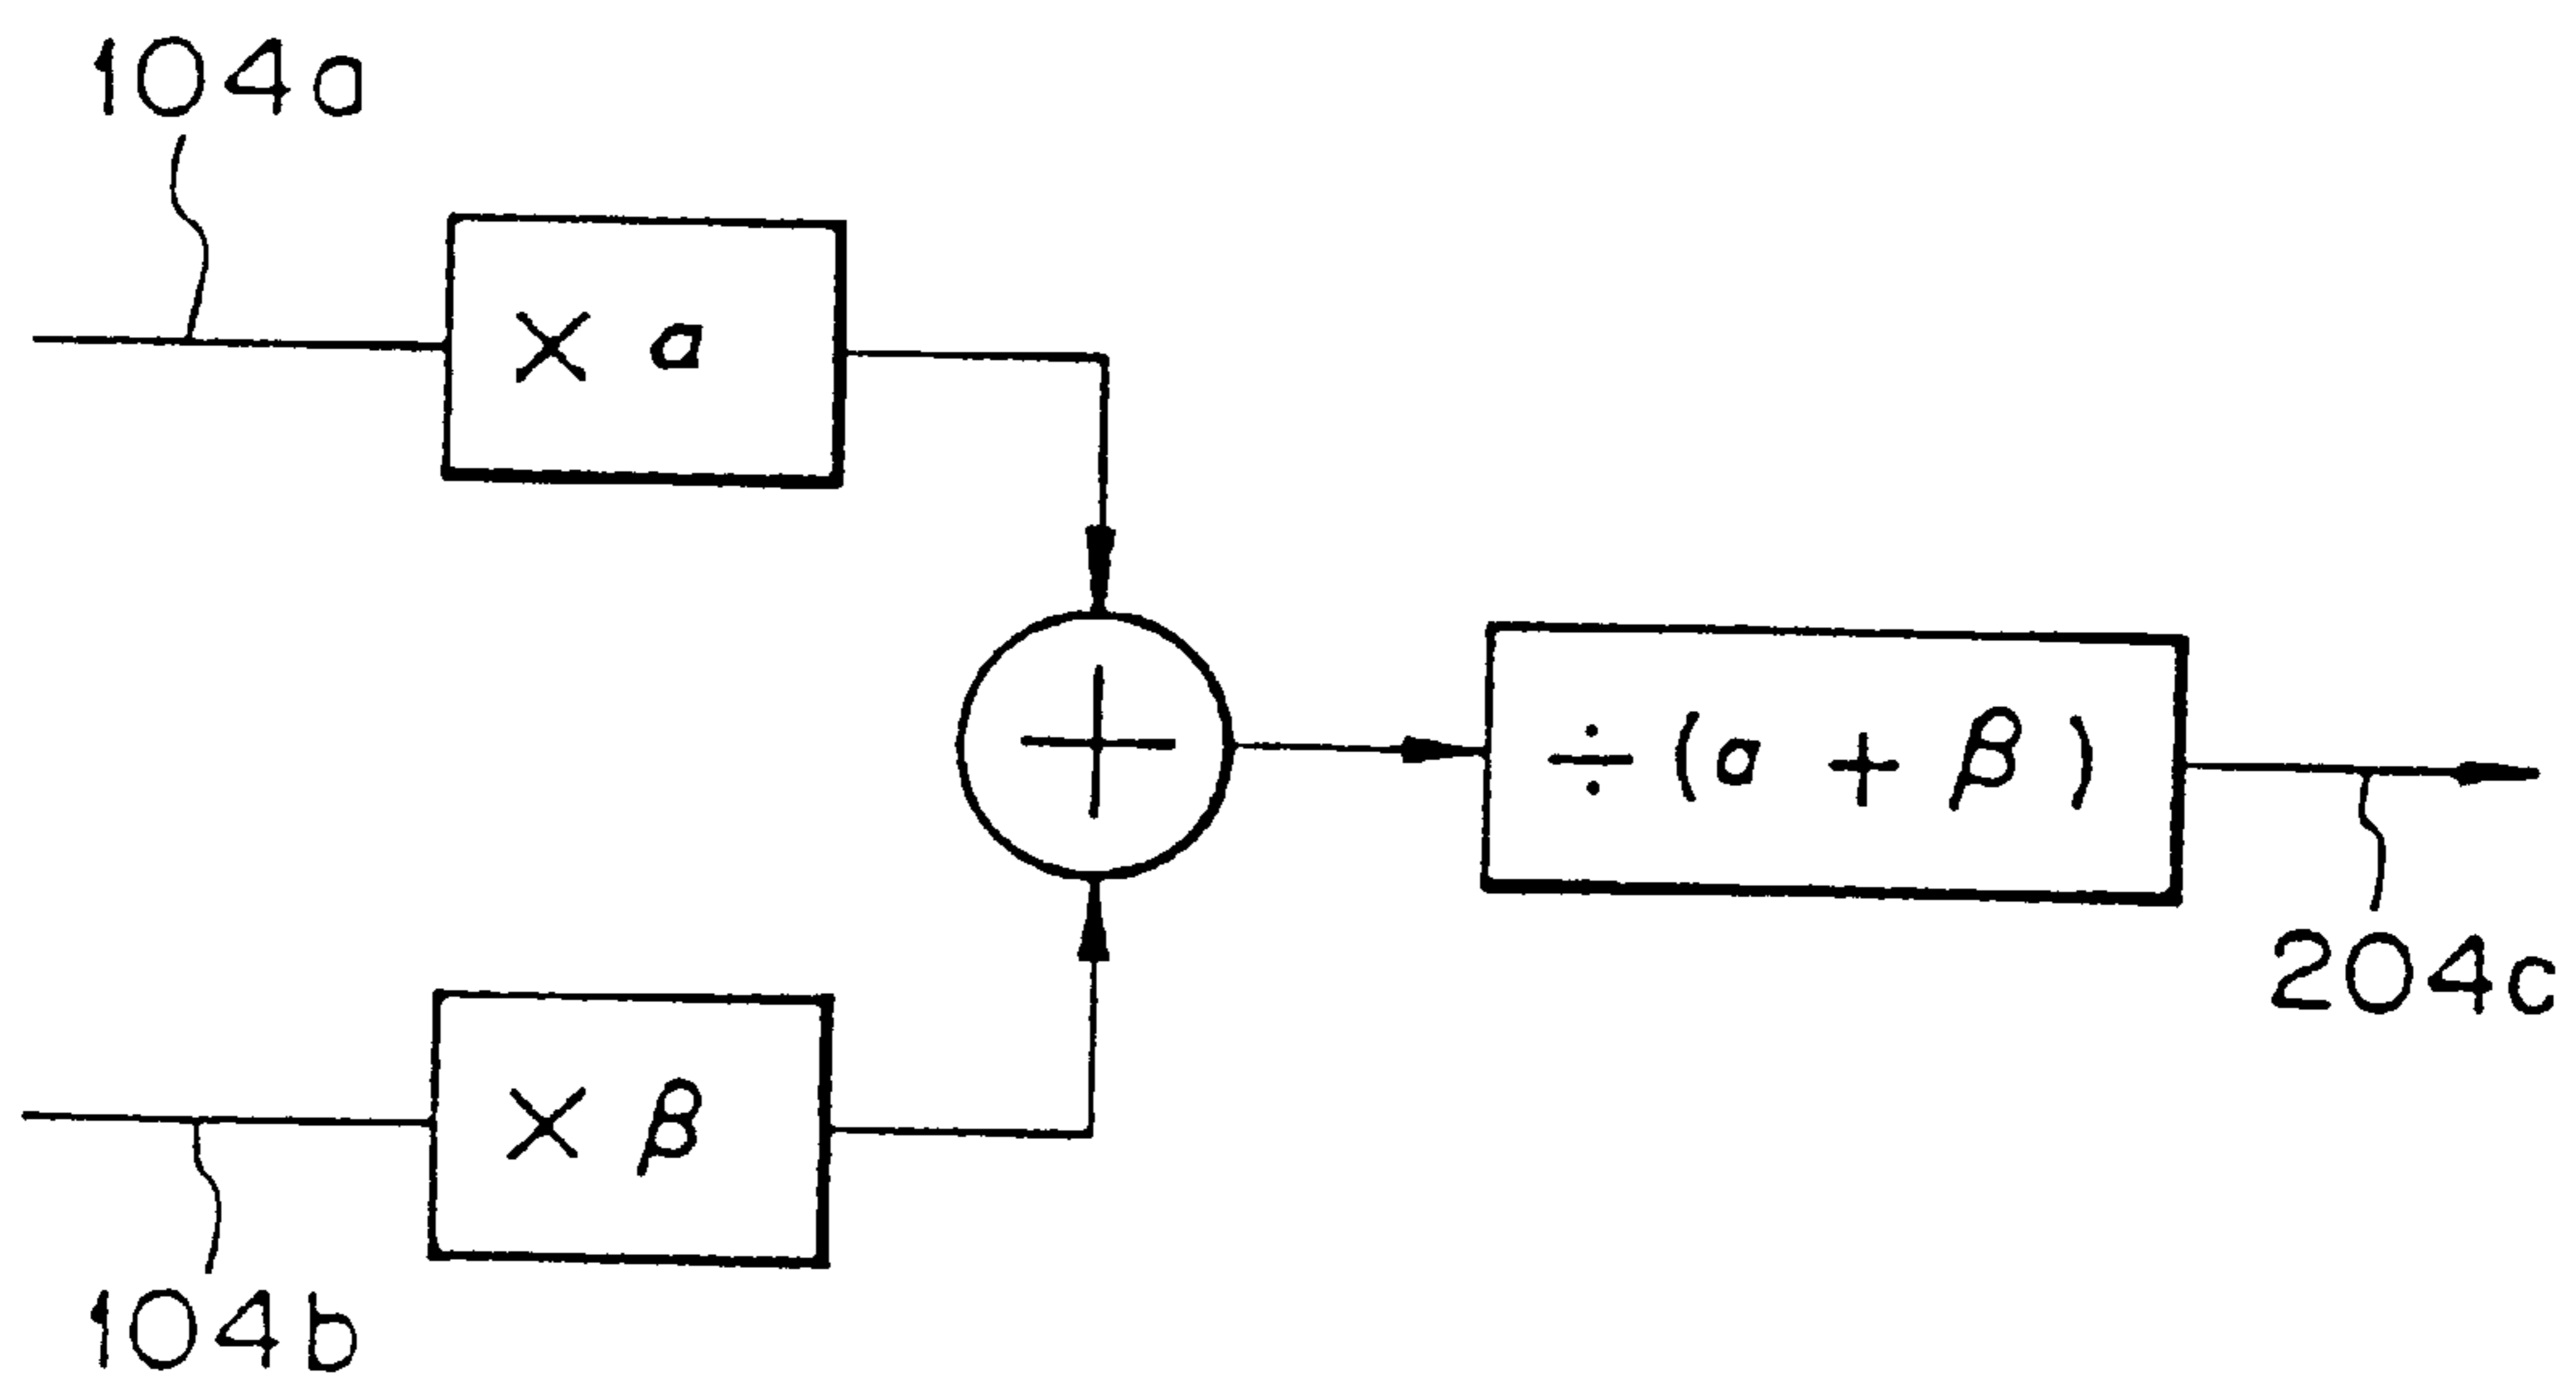 104a
× α
+
÷ (α + β)
204c
× β
104b